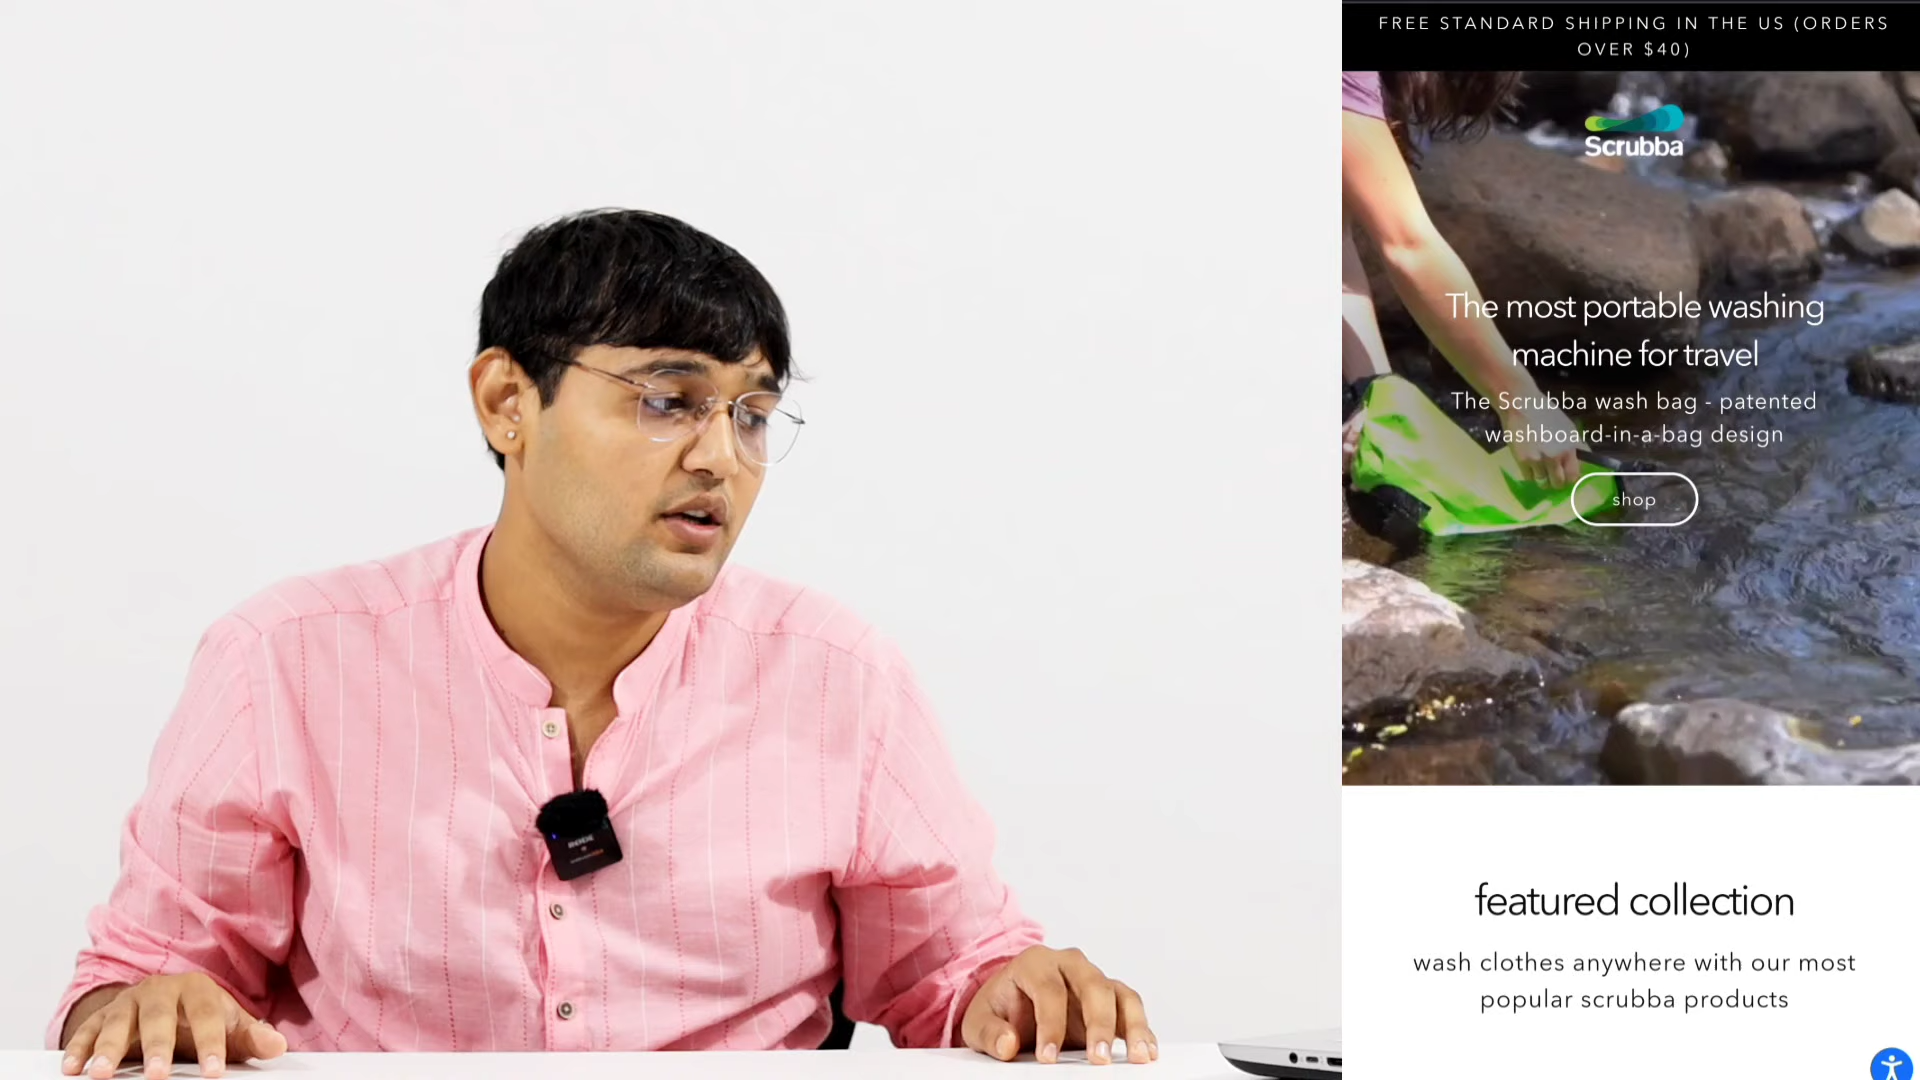 FREE STANDARD SHIPPING IN THE US (ORDERS
OVER $40)
Scrubba
The most portable washing
machine for travel
The Scrubba wash bag - patented
washboard-in-a-bag design
shop
featured collection
wash clothes anywhere with our most
popular scrubba products